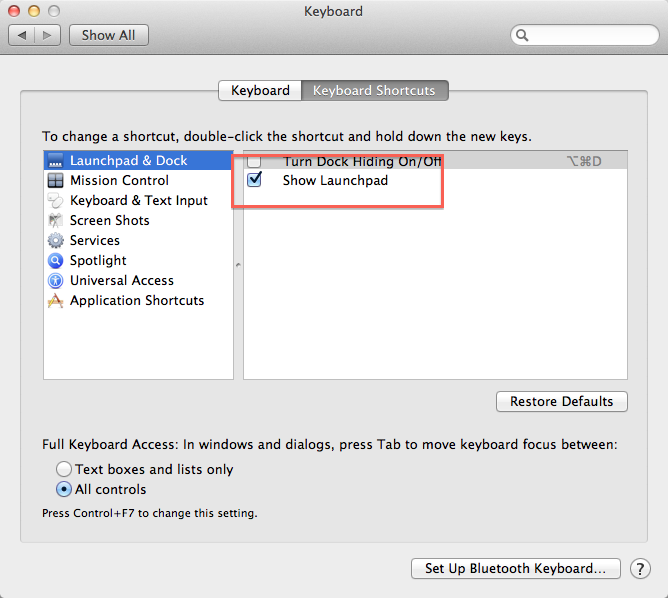 Keyboard
Show All
Keyboard Keyboard Shortcuts
To change a shortcut, double-click the shortcut and hold down the new keys.
Launchpad & Dock
Mission Control
Keyboard & Text Input
Screen Shots
Services
Spotlight
Universal Access
Application Shortcuts
Turn Dock Hiding On/Off ⌥⌘D
Show Launchpad
Restore Defaults
Full Keyboard Access: In windows and dialogs, press Tab to move keyboard focus between:
Text boxes and lists only
All controls
Press Control+F7 to change this setting.
Set Up Bluetooth Keyboard... ?